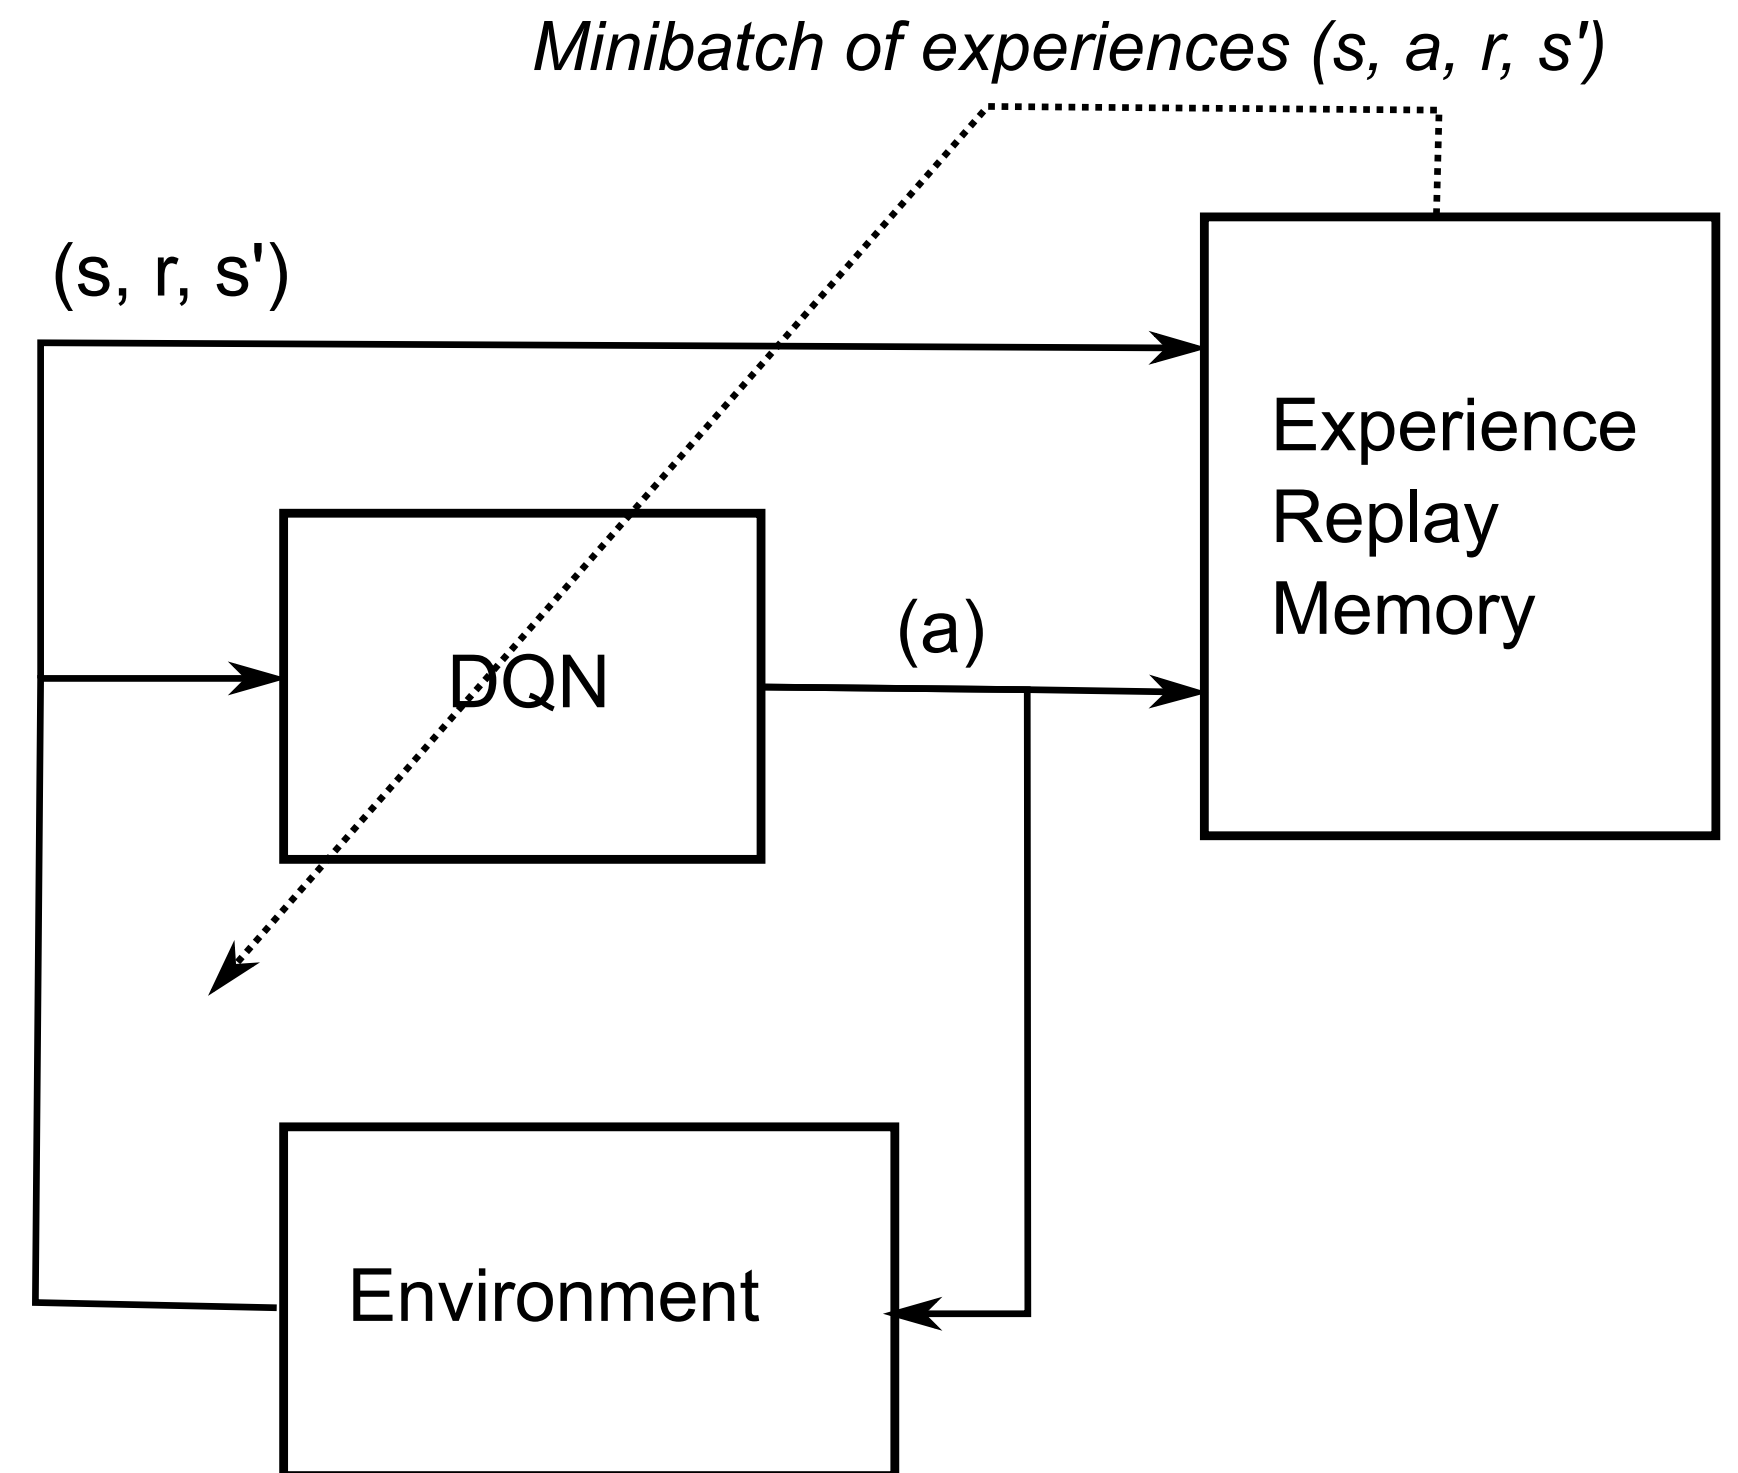 Minibatch of experiences (s, a, r, s')
(s, r, s')
Experience
Replay
Memory
(a)
DQN
Environment